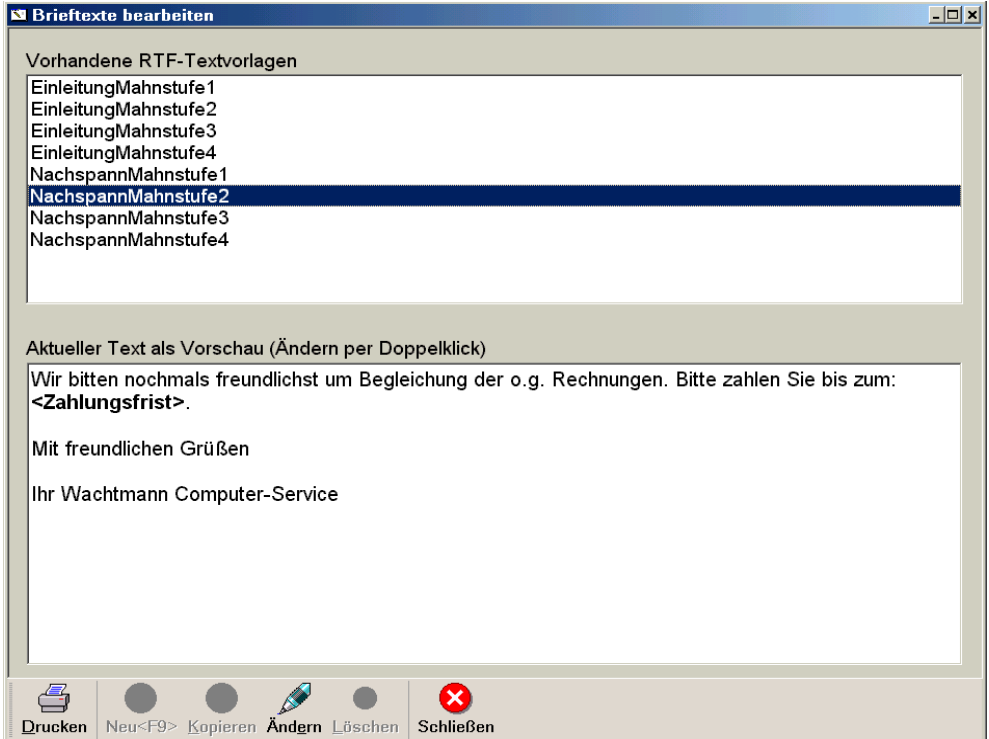 Brieftexte bearbeiten
Vorhandene RTF-Textvorlagen
EinleitungMahnstufe1
EinleitungMahnstufe2
EinleitungMahnstufe3
EinleitungMahnstufe4
NachspannMahnstufe1
NachspannMahnstufe2
NachspannMahnstufe3
NachspannMahnstufe4
Aktueller Text als Vorschau (Ändern per Doppelklick)
Wir bitten nochmals freundlichst um Begleichung der o.g. Rechnungen. Bitte zahlen Sie bis zum:
<Zahlungsfrist>.
Mit freundlichen Grüßen
Ihr Wachtmann Computer-Service
Drucken Neu<F9> Kopieren Ändern Löschen Schließen